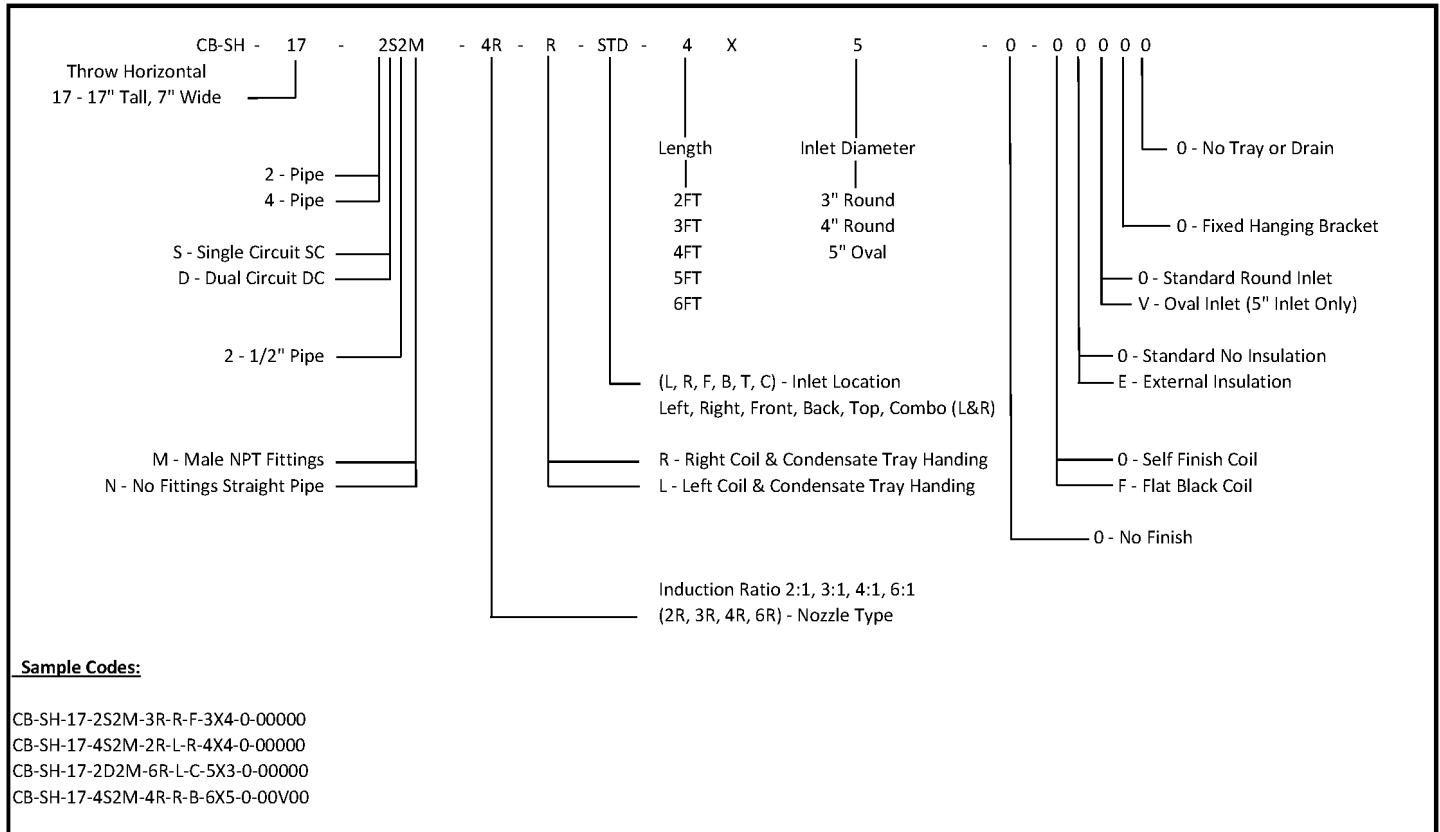 CB-SH - 17 - 2S2M - 4R - R - STD - 4 X 5 - 0 - 0 0 0 0 0
Throw Horizontal
17 - 17" Tall, 7" Wide
Length
Inlet Diameter
0 - No Tray or Drain
2 - Pipe
4 - Pipe
2FT
3" Round
3FT
4" Round
0 - Fixed Hanging Bracket
S - Single Circuit SC
4FT
5" Oval
D - Dual Circuit DC
5FT
0 - Standard Round Inlet
6FT
V - Oval Inlet (5" Inlet Only)
2 - 1/2" Pipe
0 - Standard No Insulation
(L, R, F, B, T, C) - Inlet Location
E - External Insulation
Left, Right, Front, Back, Top, Combo (L&R)
M - Male NPT Fittings
R - Right Coil & Condensate Tray Handing
0 - Self Finish Coil
N - No Fittings Straight Pipe
L - Left Coil & Condensate Tray Handing
F - Flat Black Coil
0 - No Finish
Induction Ratio 2:1, 3:1, 4:1, 6:1
(2R, 3R, 4R, 6R) - Nozzle Type
Sample Codes:
CB-SH-17-2S2M-3R-R-F-3X4-0-00000
CB-SH-17-4S2M-2R-L-R-4X4-0-00000
CB-SH-17-2D2M-6R-L-C-5X3-0-00000
CB-SH-17-4S2M-4R-R-B-6X5-0-00V00